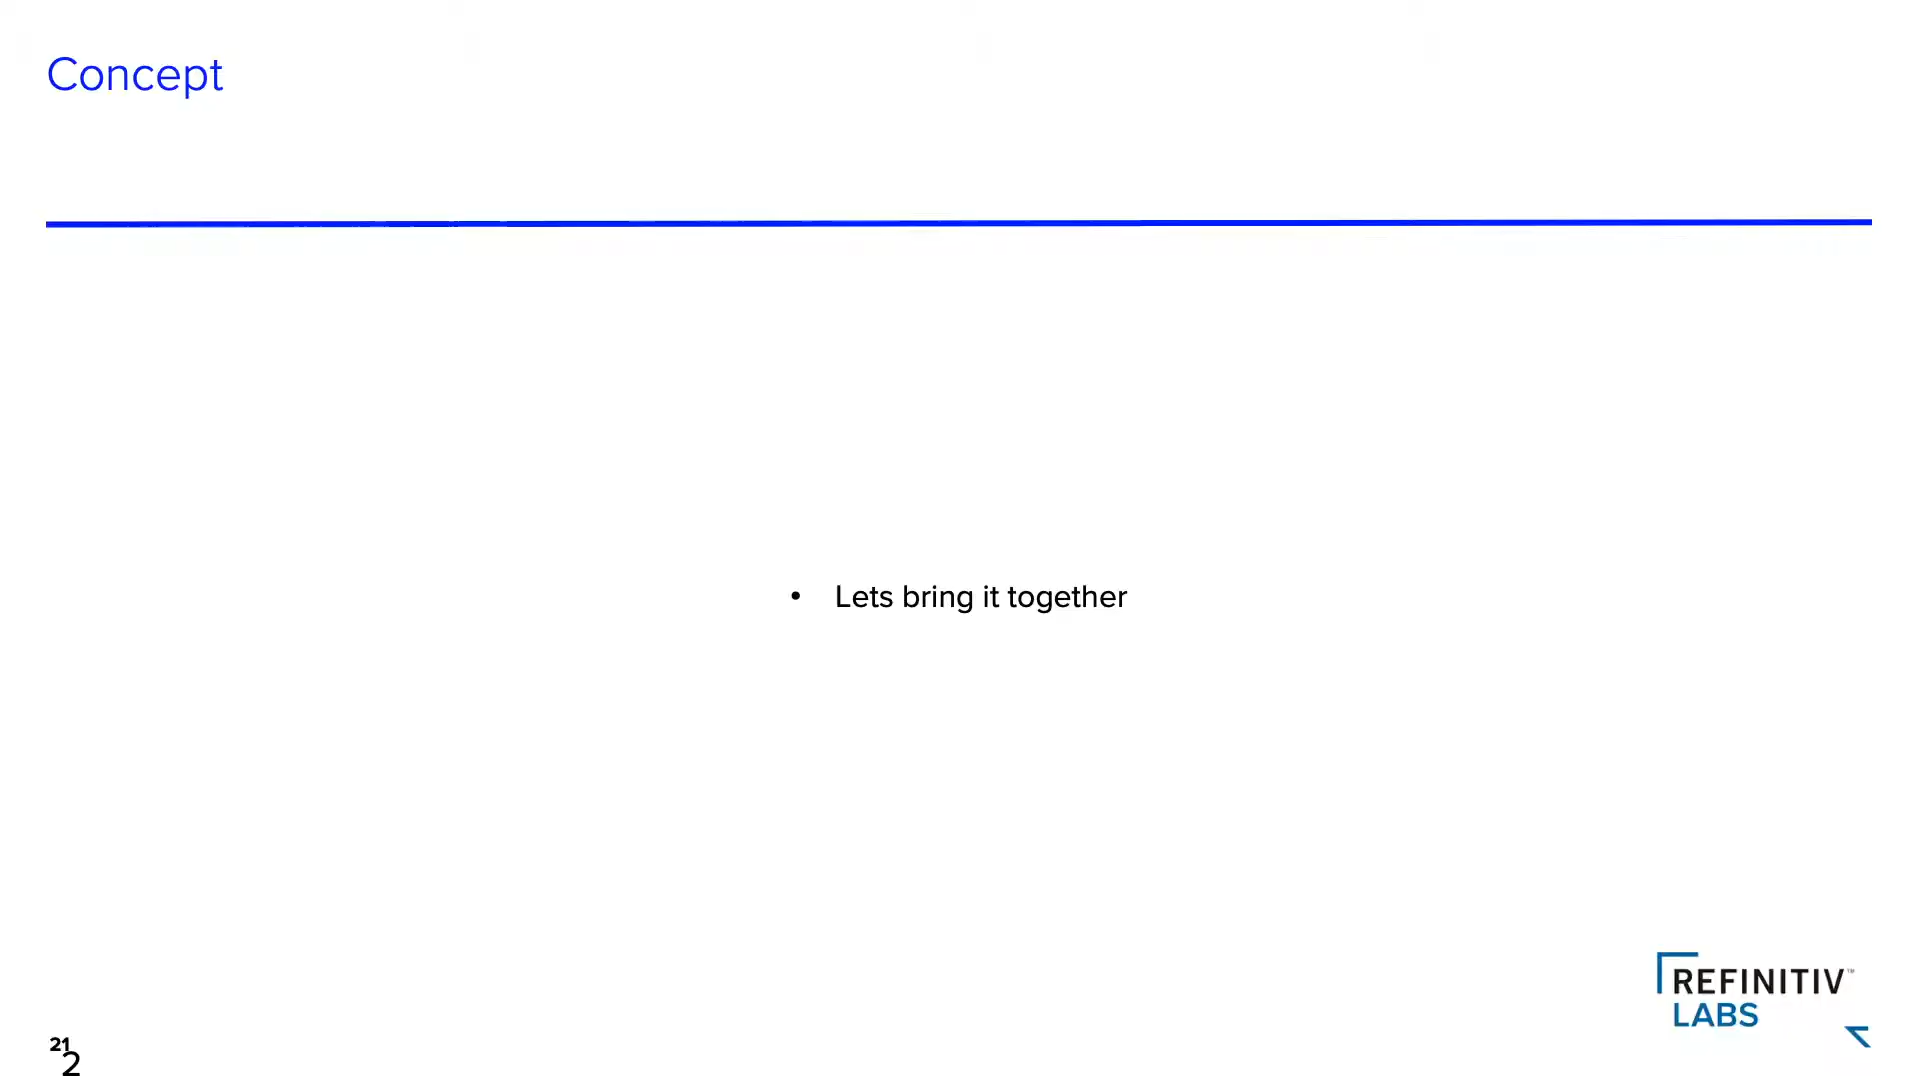 Concept
• Lets bring it together
REFINITIV™
LABS
21
2